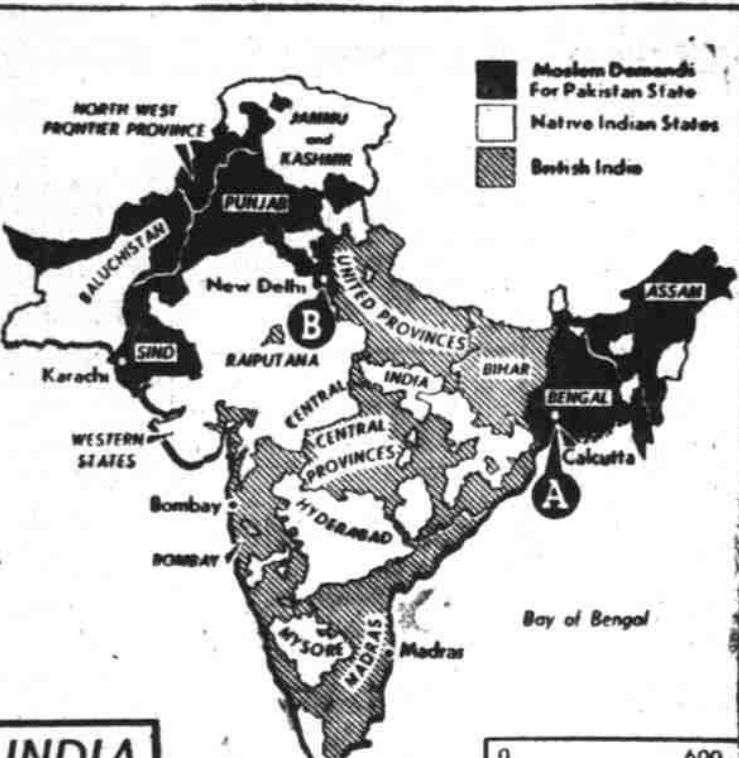 Moslem Demands
For Pakistan State
Native Indian States
British India
NORTH WEST
FRONTIER PROVINCE
JAMMU
and
KASHMIR
PUNJAB
BALUCHISTAN
New Delhi
B
UNITED PROVINCES
ASSAM
SIND
RAJPUTANA
BIHAR
Karachi
CENTRAL
INDIA
BENGAL
WESTERN
STATES
CENTRAL
PROVINCES
Calcutta
A
Bombay
HYDERABAD
BOMBAY
Bay of Bengal
MYSORE
MADRAS
Madras
INDIA
0 600